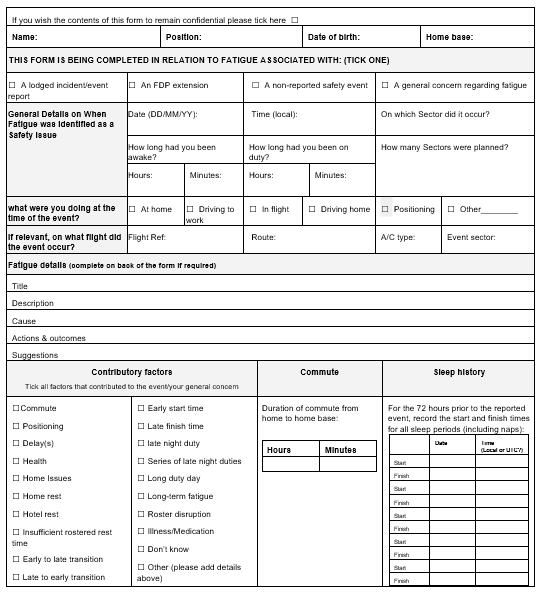 If you wish the contents of this form to remain confidential please tick here ☐
Name: Position: Date of birth: Home base:
THIS FORM IS BEING COMPLETED IN RELATION TO FATIGUE ASSOCIATED WITH: (TICK ONE)
☐ A lodged incident/event report ☐ An FDP extension ☐ A non-reported safety event ☐ A general concern regarding fatigue
General Details on When Fatigue was Identified as a Safety Issue
Date (DD/MM/YY): Time (local): On which Sector did it occur?
How long had you been awake? How long had you been on duty? How many Sectors were planned?
Hours: Minutes: Hours: Minutes:
what were you doing at the time of the event?
☐ At home ☐ Driving to work ☐ In flight ☐ Driving home ☐ Positioning ☐ Other________
If relevant, on what flight did the event occur?
Flight Ref: Route: A/C type: Event sector:
Fatigue details (complete on back of the form if required)
Title
Description
Cause
Actions & outcomes
Suggestions
Contributory factors
Tick all factors that contributed to the event/your general concern
☐Commute
☐ Positioning
☐ Delay(s)
☐ Health
☐ Home Issues
☐ Home rest
☐ Hotel rest
☐ Insufficient rostered rest
time
☐ Early to late transition
☐ Late to early transition
☐ Early start time
☐ Late finish time
☐ late night duty
☐ Series of late night duties
☐ Long duty day
☐ Long-term fatigue
☐ Roster disruption
☐ Illness/Medication
☐ Don't know
☐ Other (please add details
above)
Commute
Duration of commute from
home to home base:
Hours Minutes
Sleep history
For the 72 hours prior to the reported
event, record the start and finish times
for all sleep periods (including naps):
Date Time
(Local or UTC?)
Start
Finish
Start
Finish
Start
Finish
Start
Finish
Start
Finish